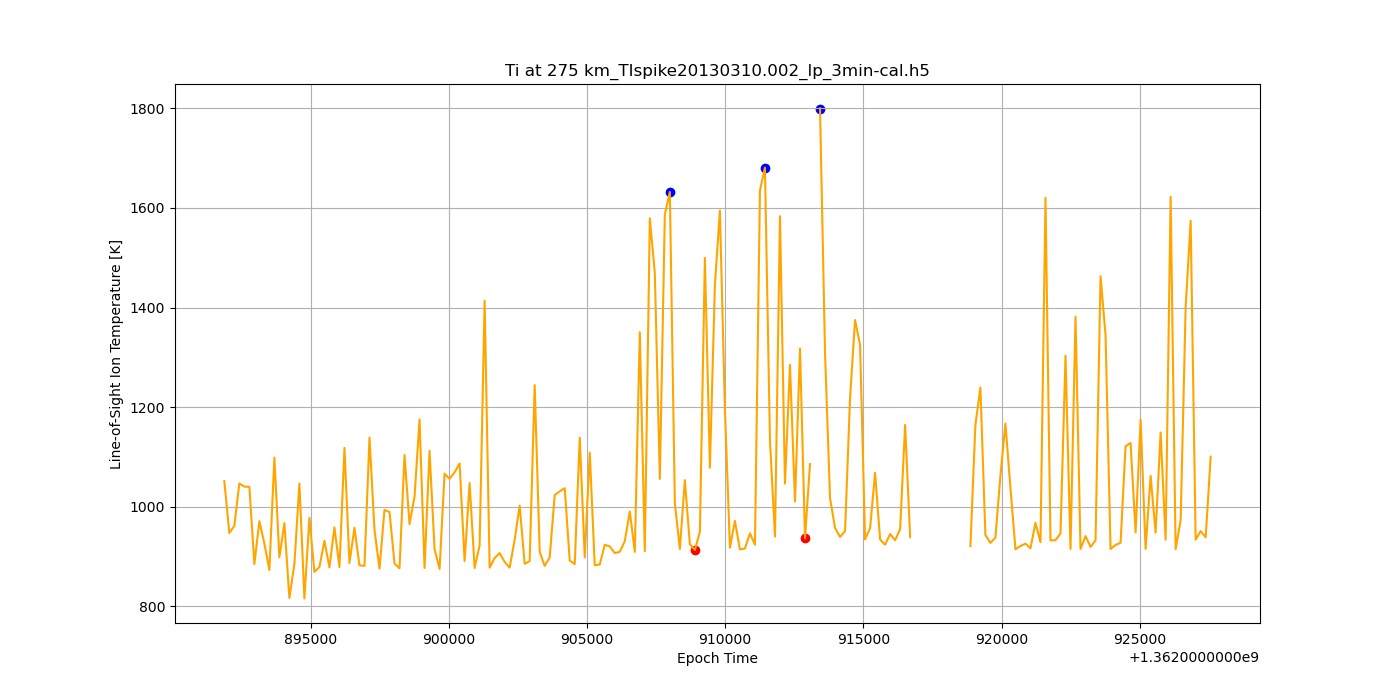 Ti at 275 km_TIspike20130310.002_lp_3min-cal.h5
Line-of-Sight Ion Temperature [K]
1800
1600
1400
1200
1000
800
895000 900000 905000 910000 915000 920000 925000
Epoch Time
+1.3620000000e9